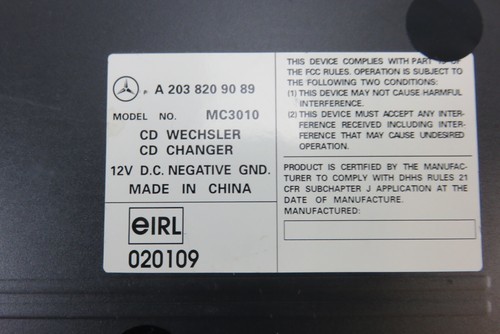 A 203 820 90 89
MODEL NO. MC3010
CD WECHSLER
CD CHANGER
12V D.C. NEGATIVE GND.
MADE IN CHINA
eIRL
020109
THIS DEVICE COMPLIES WITH PART OF
THE FCC RULES. OPERATION IS SUBJECT TO
THE FOLLOWING TWO CONDITIONS:
(1) THIS DEVICE MAY NOT CAUSE HARMFUL
INTERFERENCE.
(2) THIS DEVICE MUST ACCEPT ANY INTER-
FERENCE RECEIVED INCLUDING INTERFER-
ENCE THAT MAY CAUSE UNDESIRED
OPERATION.
PRODUCT IS CERTIFIED BY THE MANUFAC-
TURER TO COMPLY WITH DHHS RULES 21
CFR SUBCHAPTER J APPLICATION AT THE
DATE OF MANUFACTURE.
MANUFACTURED: